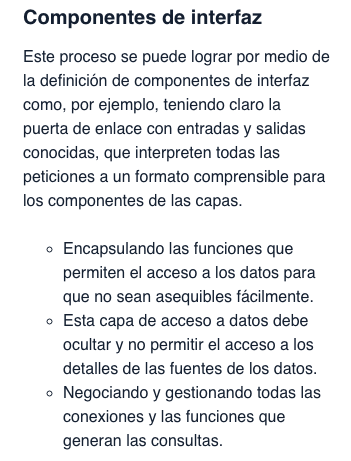 Componentes de interfaz
Este proceso se puede lograr por medio de
la definición de componentes de interfaz
como, por ejemplo, teniendo claro la
puerta de enlace con entradas y salidas
conocidas, que interpreten todas las
peticiones a un formato comprensible para
los componentes de las capas.
◦ Encapsulando las funciones que
permiten el acceso a los datos para
que no sean asequibles fácilmente.
◦ Esta capa de acceso a datos debe
ocultar y no permitir el acceso a los
detalles de las fuentes de los datos.
◦ Negociando y gestionando todas las
conexiones y las funciones que
generan las consultas.